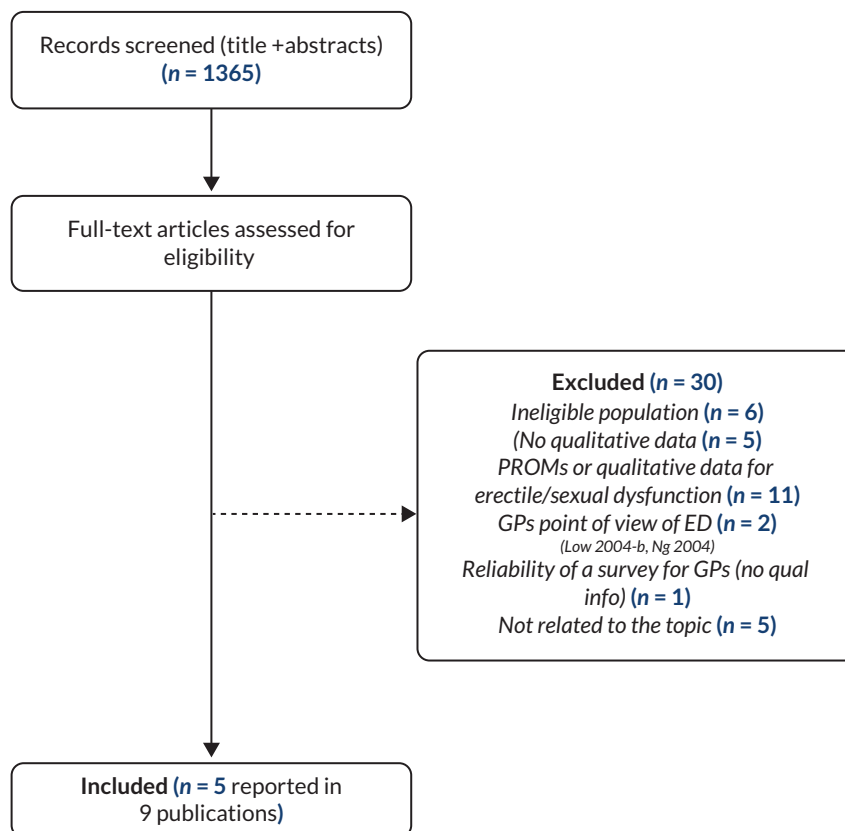 Records screened (title +abstracts)
(n = 1365)
Full-text articles assessed for
eligibility
Excluded (n = 30)
Ineligible population (n = 6)
(No qualitative data (n = 5)
PROMs or qualitative data for
erectile/sexual dysfunction (n = 11)
GPs point of view of ED (n = 2)
(Low 2004-b, Ng 2004)
Reliability of a survey for GPs (no qual
info) (n = 1)
Not related to the topic (n = 5)
Included (n = 5 reported in
9 publications)